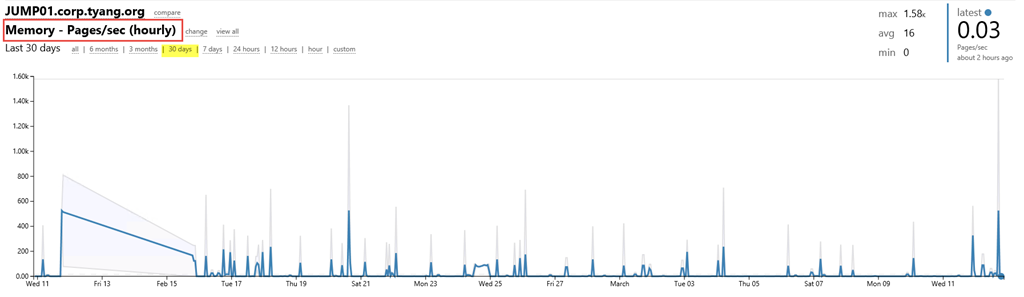 JUMP01.corp.tyang.org compare
Memory - Pages/sec (hourly) change view all
Last 30 days all | 6 months | 3 months | 30 days | 7 days | 24 hours | 12 hours | hour | custom
max 1.58K
avg 16
min 0
latest
0.03
Pages/sec
about 2 hours ago
1.60k
1.40k
1.20k
1.00k
800
600
400
200
0.00
Wed 11 Fri 13 Feb 15 Tue 17 Thu 19 Sat 21 Mon 23 Wed 25 Fri 27 March Tue 03 Thu 05 Sat 07 Mon 09 Wed 11